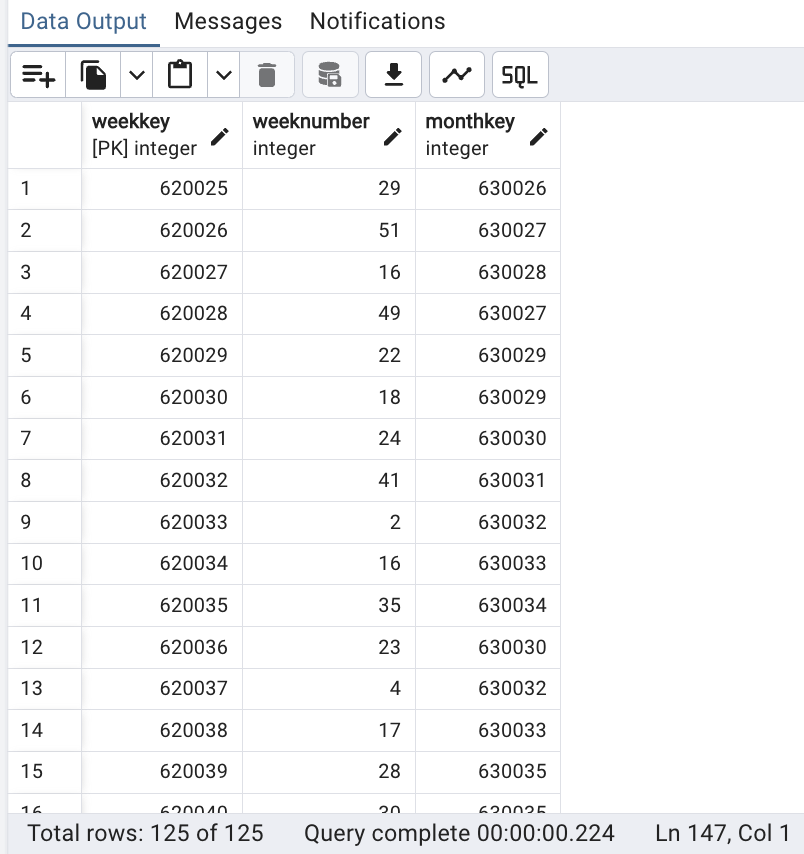 Data Output Messages Notifications
SQL
weekkey weeknumber monthkey
[PK] integer integer integer
1 620025 29 630026
2 620026 51 630027
3 620027 16 630028
4 620028 49 630027
5 620029 22 630029
6 620030 18 630029
7 620031 24 630030
8 620032 41 630031
9 620033 2 630032
10 620034 16 630033
11 620035 35 630034
12 620036 23 630030
13 620037 4 630032
14 620038 17 630033
15 620039 28 630035
16 620040 30 630035
Total rows: 125 of 125 Query complete 00:00:00.224 Ln 147, Col 1